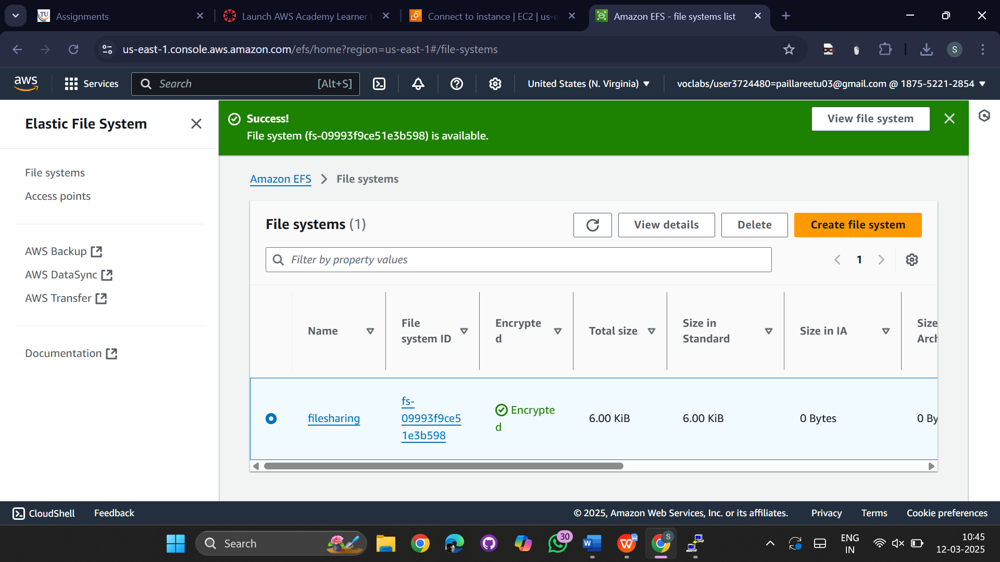 Assignments
Launch AWS Academy Learner
Connect to instance | EC2 | us-e
Amazon EFS - file systems list
us-east-1.console.aws.amazon.com/efs/home?region=us-east-1#/file-systems
S
aws
Services
Search
[Alt+S]
United States (N. Virginia)
voclabs/user3724480=paillareetu03@gmail.com @ 1875-5221-2854
Elastic File System
File systems
Access points
AWS Backup
AWS DataSync
AWS Transfer
Documentation
Success!
File system (fs-09993f9ce51e3b598) is available.
View file system
Amazon EFS
File systems
File systems (1)
View details
Delete
Create file system
Filter by property values
1
Name
File
system ID
Encrypte
d
Total size
Size in
Standard
Size in IA
Size
Arch
filesharing
fs-
09993f9ce5
1e3b598
Encrypte
d
6.00 KiB
6.00 KiB
0 Bytes
0 By
CloudShell
Feedback
© 2025, Amazon Web Services, Inc. or its affiliates.
Privacy
Terms
Cookie preferences
Search
30
S
ENG
IN
10:45
12-03-2025